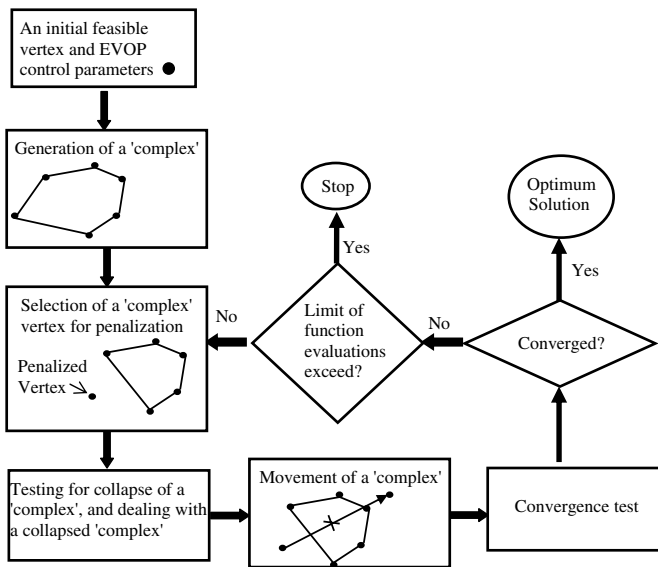 An initial feasible
vertex and EVOP
control parameters
Generation of a 'complex'
Stop
Optimum
Solution
Yes
Yes
Selection of a 'complex'
vertex for penalization
Penalized
Vertex
No
Limit of
function
evaluations
exceed?
No
Converged?
Testing for collapse of a
'complex', and dealing with
a collapsed 'complex'
Movement of a 'complex'
Convergence test